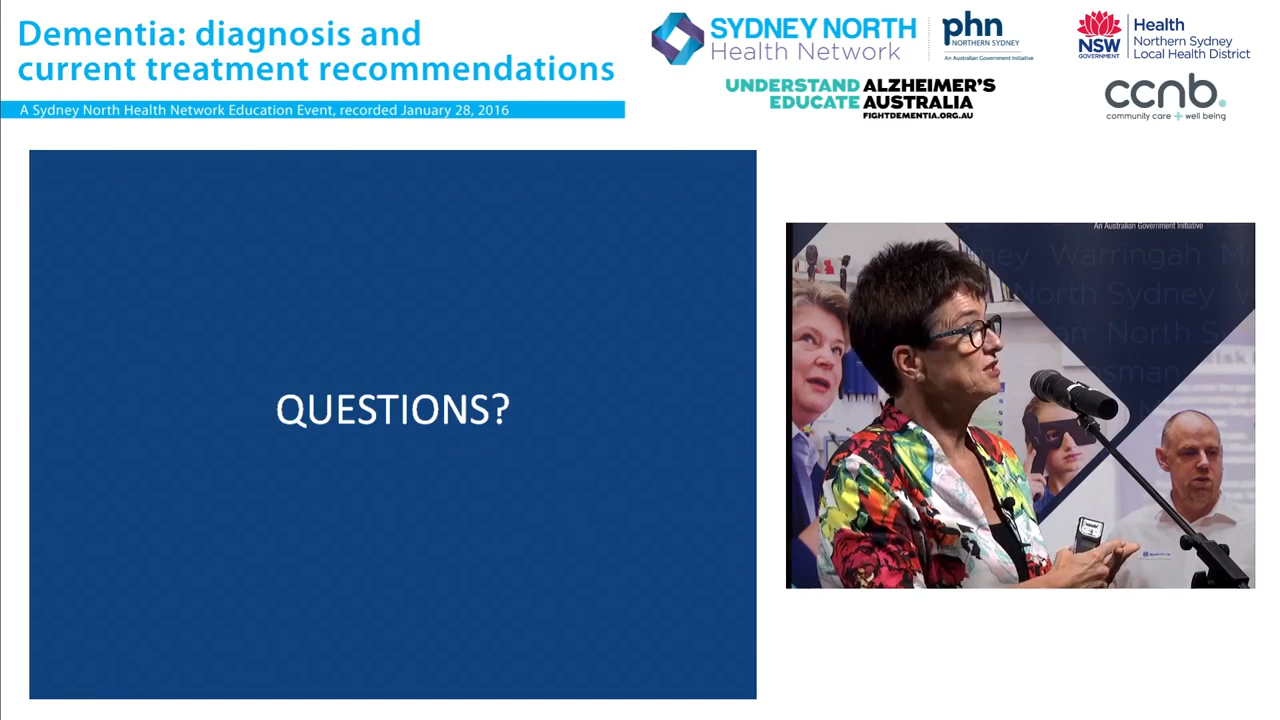 Dementia: diagnosis and
current treatment recommendations
A Sydney North Health Network Education Event, recorded January 28, 2016
SYDNEY NORTH
Health Network
phn
NORTHERN SYDNEY
An Australian Government Initiative
NSW
GOVERNMENT
Health
Northern Sydney
Local Health District
UNDERSTAND ALZHEIMER'S
EDUCATE AUSTRALIA
FIGHTDEMENTIA.ORG.AU
ccnb.
community care + well being
QUESTIONS?
An Australian Government Initiative
Warringah
North Sydney
North